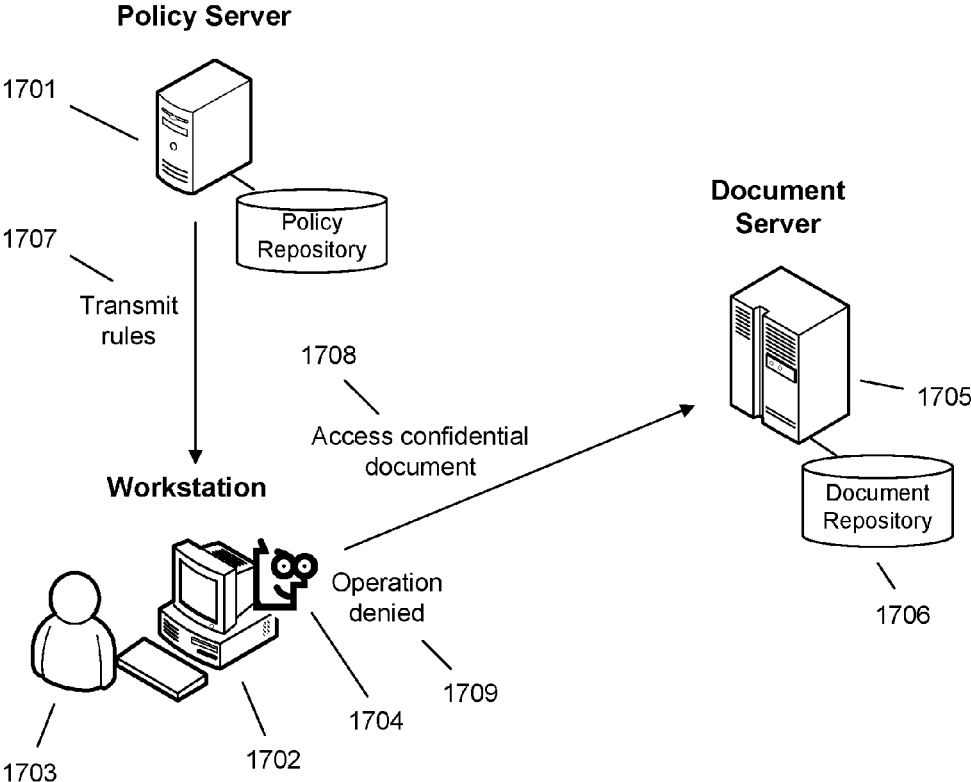 Policy Server
1701
Policy
Repository
Document
Server
1707
Transmit
rules
1708
1705
Access confidential
document
Workstation
Document
Repository
Operation
denied
1706
1709
1704
1702
1703